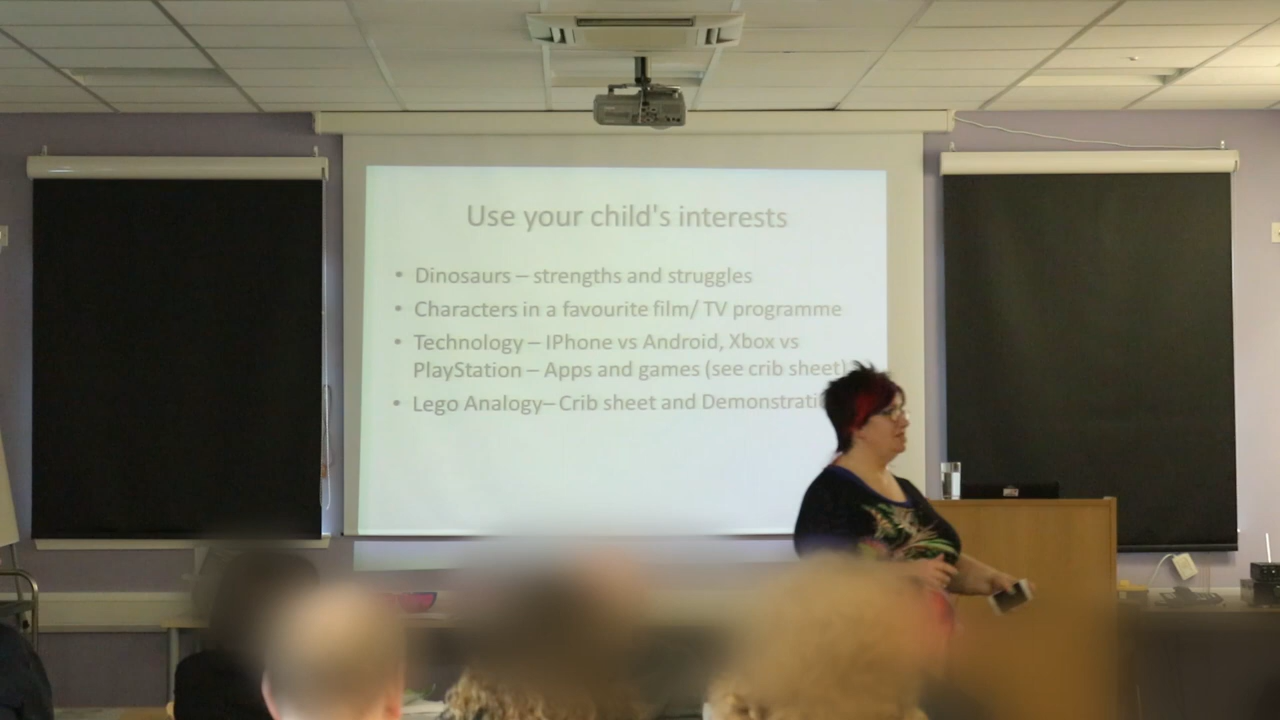 Use your child's interests
• Dinosaurs – strengths and struggles
• Characters in a favourite film/ TV programme
• Technology – IPhone vs Android, Xbox vs
PlayStation – Apps and games (see crib sheet)
• Lego Analogy– Crib sheet and Demonstrati